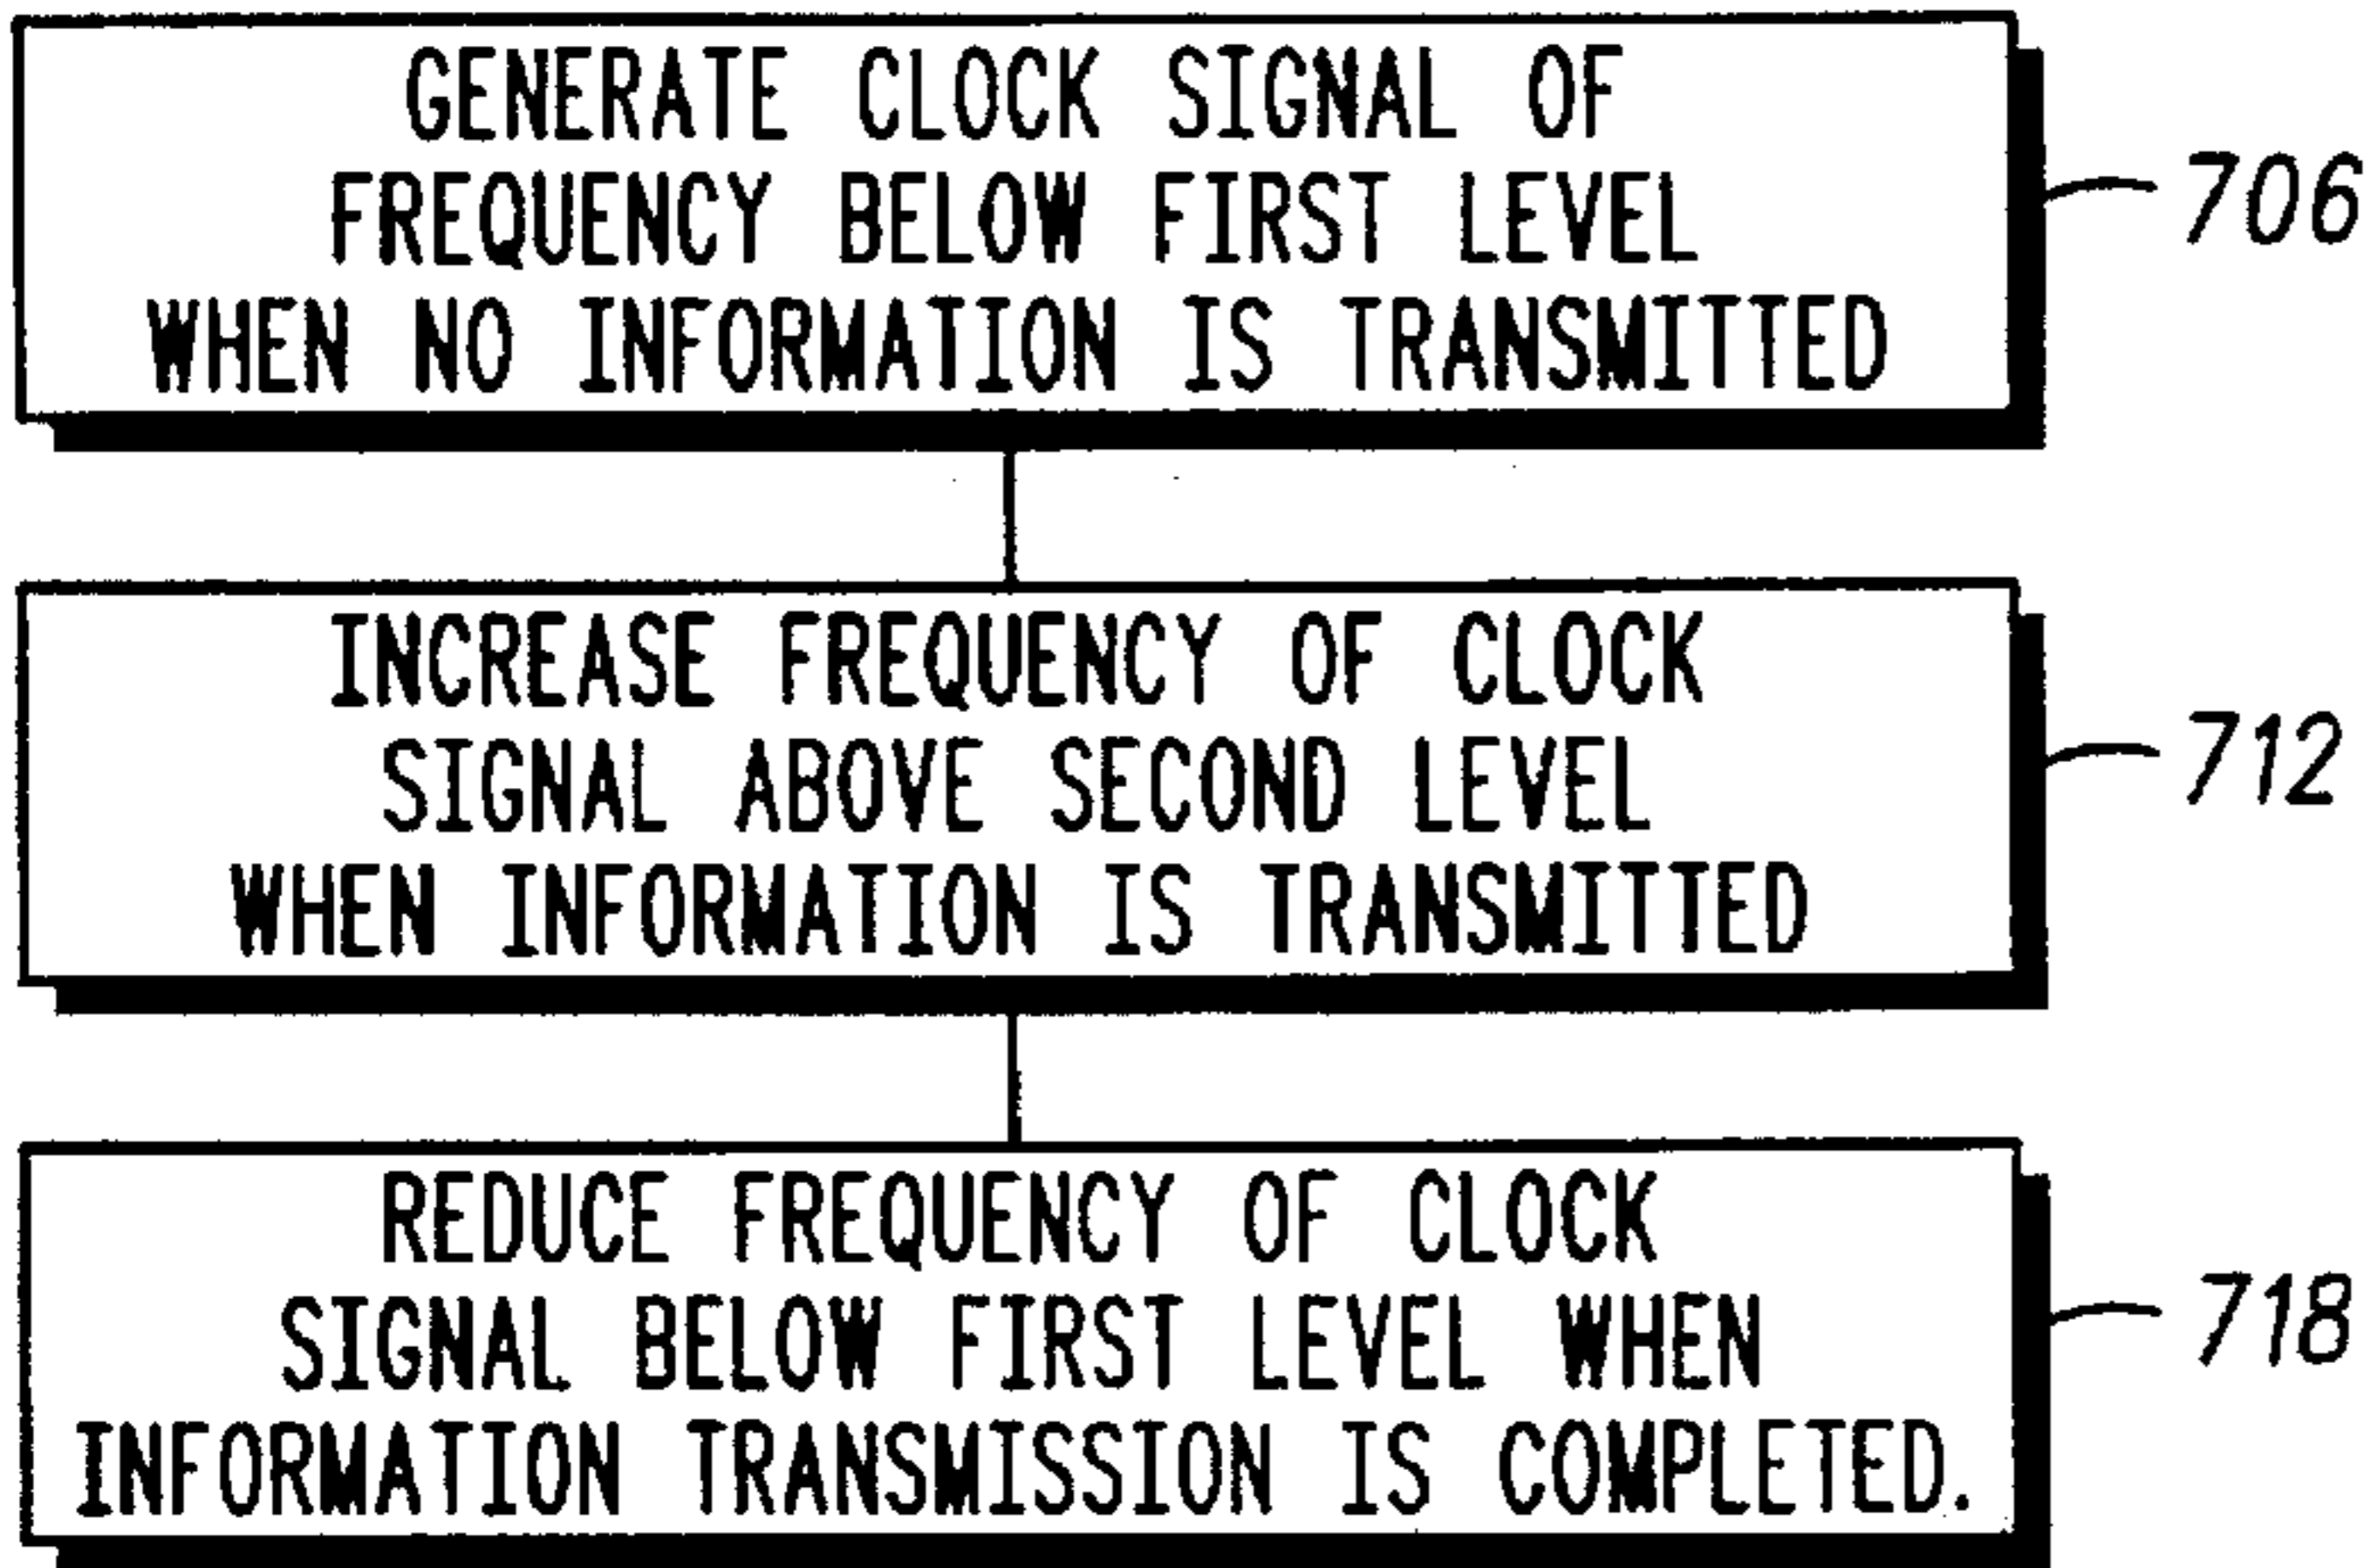 GENERATE CLOCK SIGNAL OF
FREQUENCY BELOW FIRST LEVEL
WHEN NO INFORMATION IS TRANSMITTED
706
INCREASE FREQUENCY OF CLOCK
SIGNAL ABOVE SECOND LEVEL
WHEN INFORMATION IS TRANSMITTED
712
REDUCE FREQUENCY OF CLOCK
SIGNAL BELOW FIRST LEVEL WHEN
INFORMATION TRANSMISSION IS COMPLETED.
718